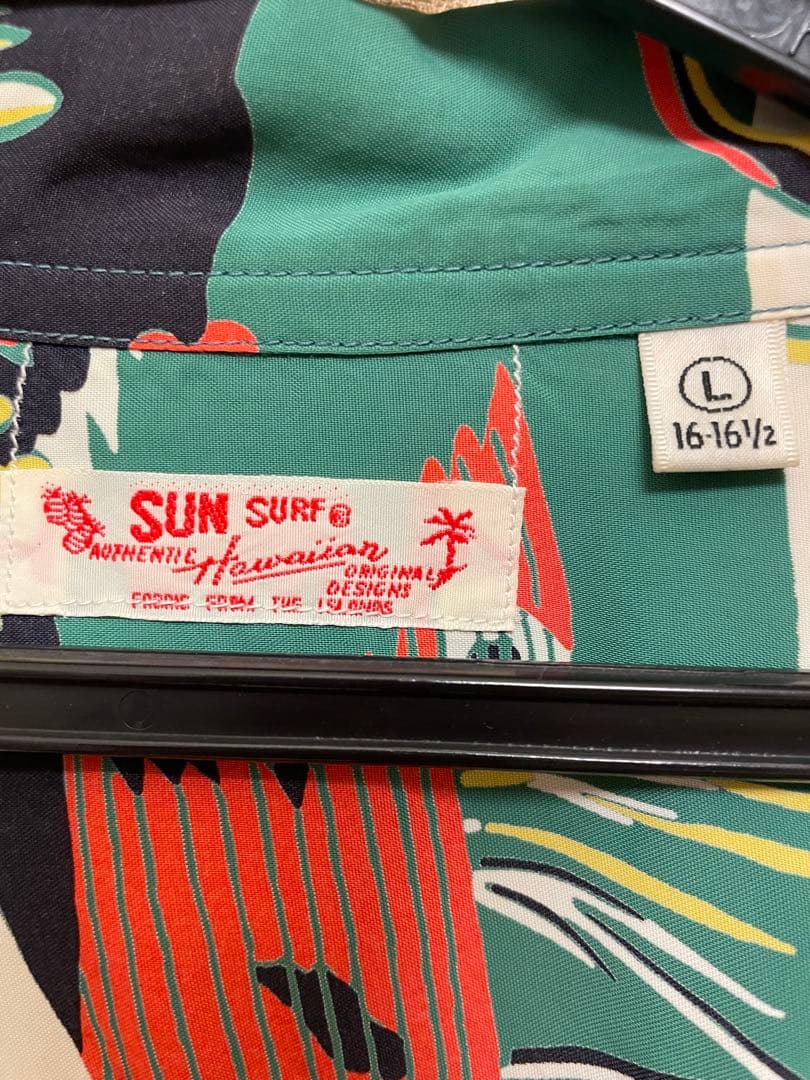 L
16-16½
SUN SURF®
AUTHENTIC Hawaiian
ORIGINAL
DESIGNS
FABRIC FROM THE ISLANDS